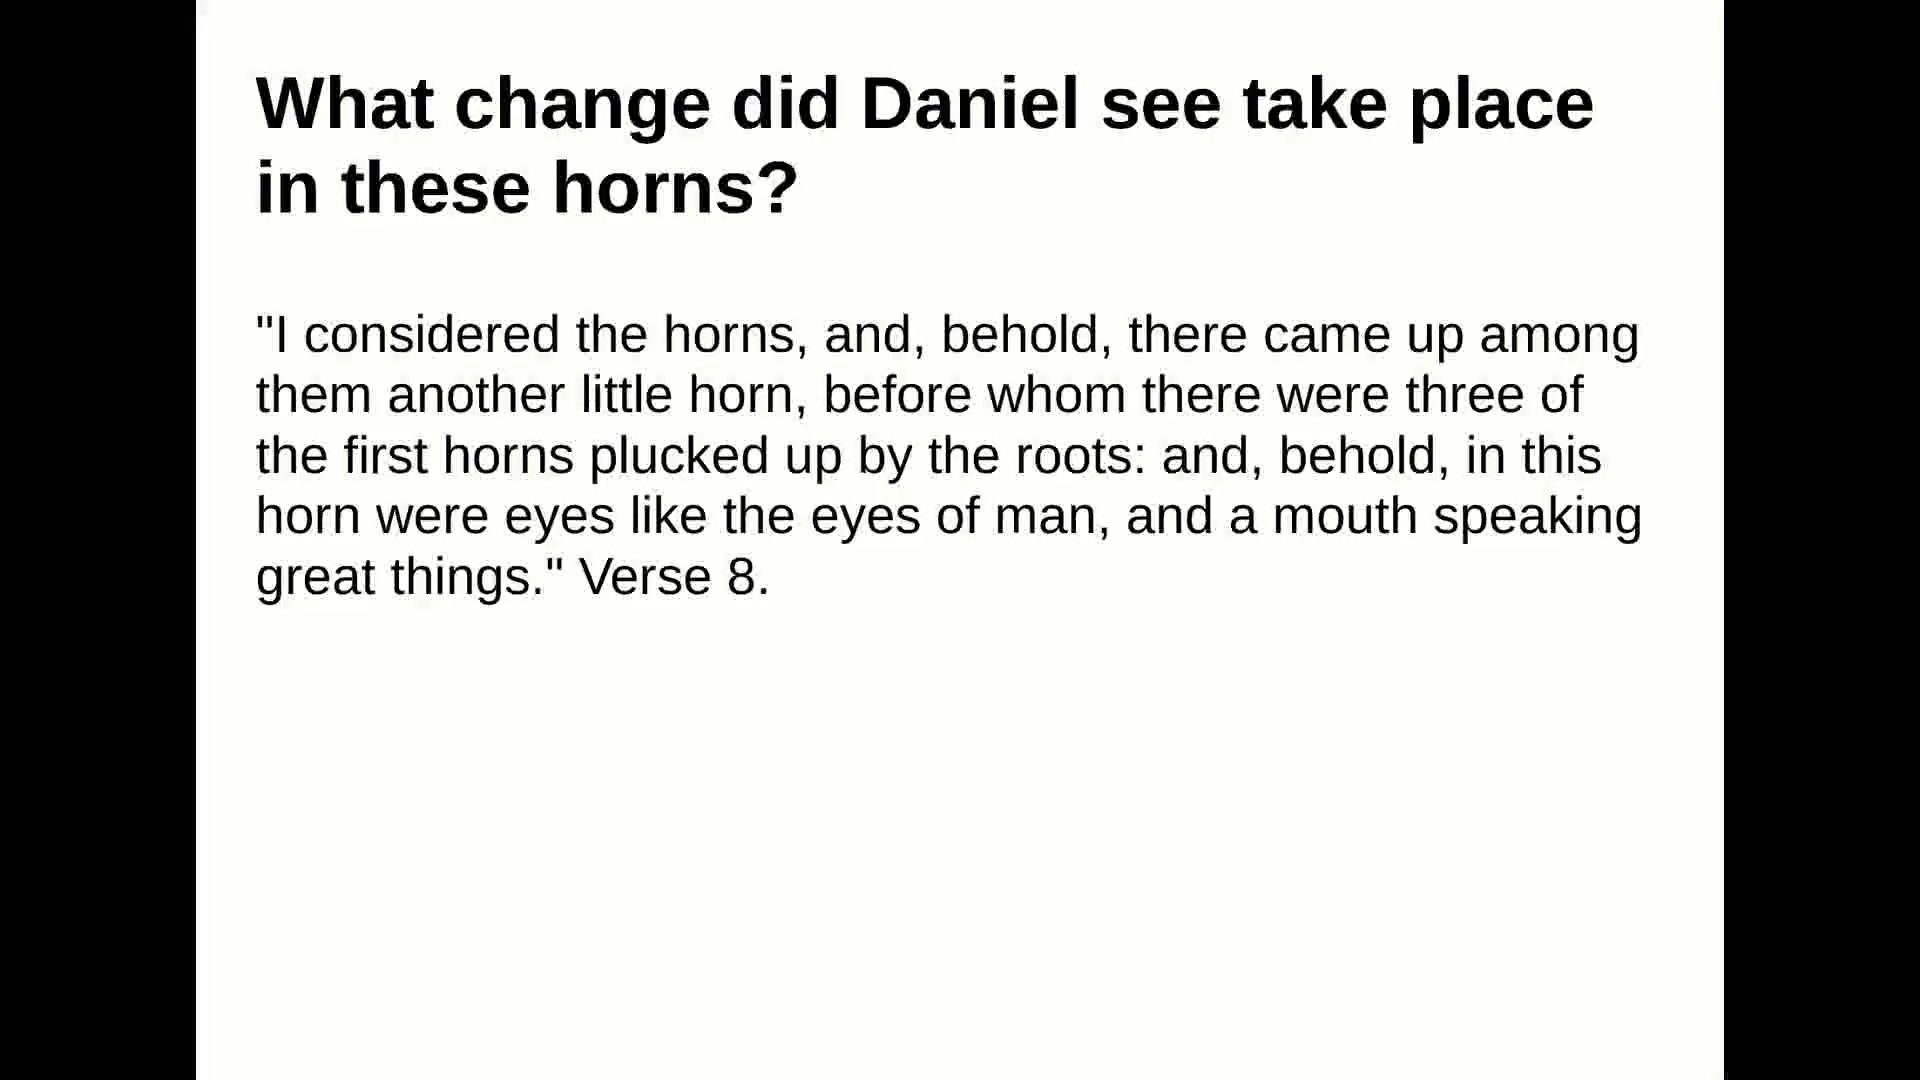 What change did Daniel see take place
in these horns?
"I considered the horns, and, behold, there came up among
them another little horn, before whom there were three of
the first horns plucked up by the roots: and, behold, in this
horn were eyes like the eyes of man, and a mouth speaking
great things." Verse 8.